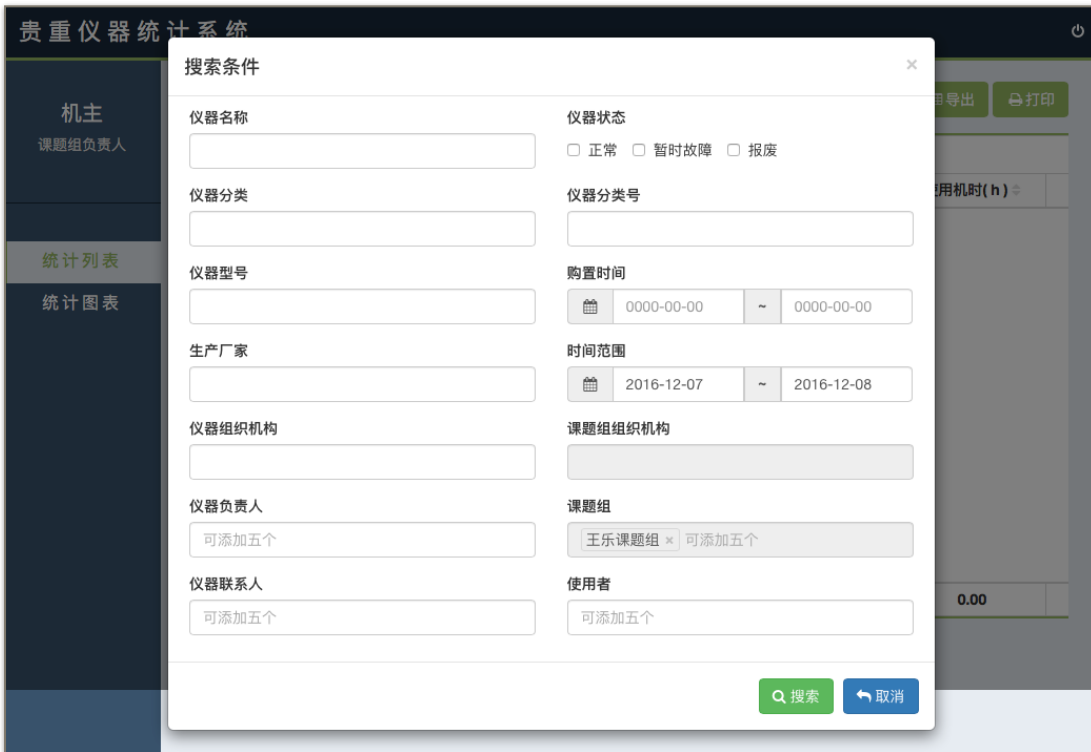 贵重仪器统计系统
搜索条件 ×
机主
课题组负责人
导出 打印
仪器名称 仪器状态
正常 暂时故障 报废
仪器分类 仪器分类号
用机时(h)
统计列表
统计图表
仪器型号 购置时间
0000-00-00 ~ 0000-00-00
生产厂家 时间范围
2016-12-07 ~ 2016-12-08
仪器组织机构 课题组组织机构
仪器负责人 课题组
可添加五个 王乐课题组 × 可添加五个
仪器联系人 使用者
可添加五个 可添加五个
0.00
搜索 取消